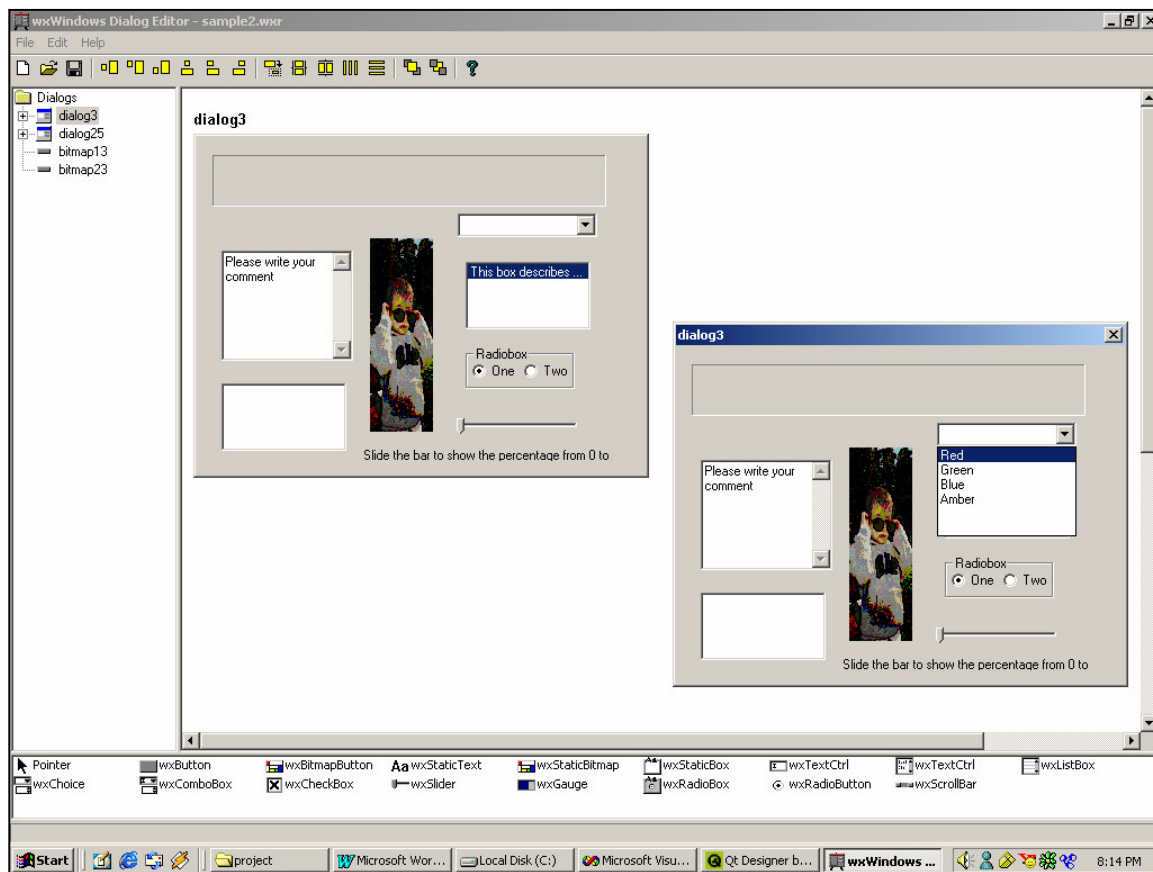 wxWindows Dialog Editor - sample2.wxr
File Edit Help
Dialogs
dialog3
dialog25
bitmap13
bitmap23
dialog3
Please write your
comment
This box describes ...
Radiobox
One Two
Slide the bar to show the percentage from 0 to
dialog3
Red
Green
Blue
Amber
Please write your
comment
Radiobox
One Two
Slide the bar to show the percentage from 0 to
Pointer wxButton wxBitmapButton Aa wxStaticText wxStaticBitmap wxStaticBox wxTextCtrl wxTextCtrl wxListBox
wxChoice wxComboBox wxCheckBox wxSlider wxGauge wxRadioBox wxRadioButton wxScrollBar
Start project Microsoft Wor... Local Disk (C:) Microsoft Visu... Qt Designer b... wxWindows ... 8:14 PM